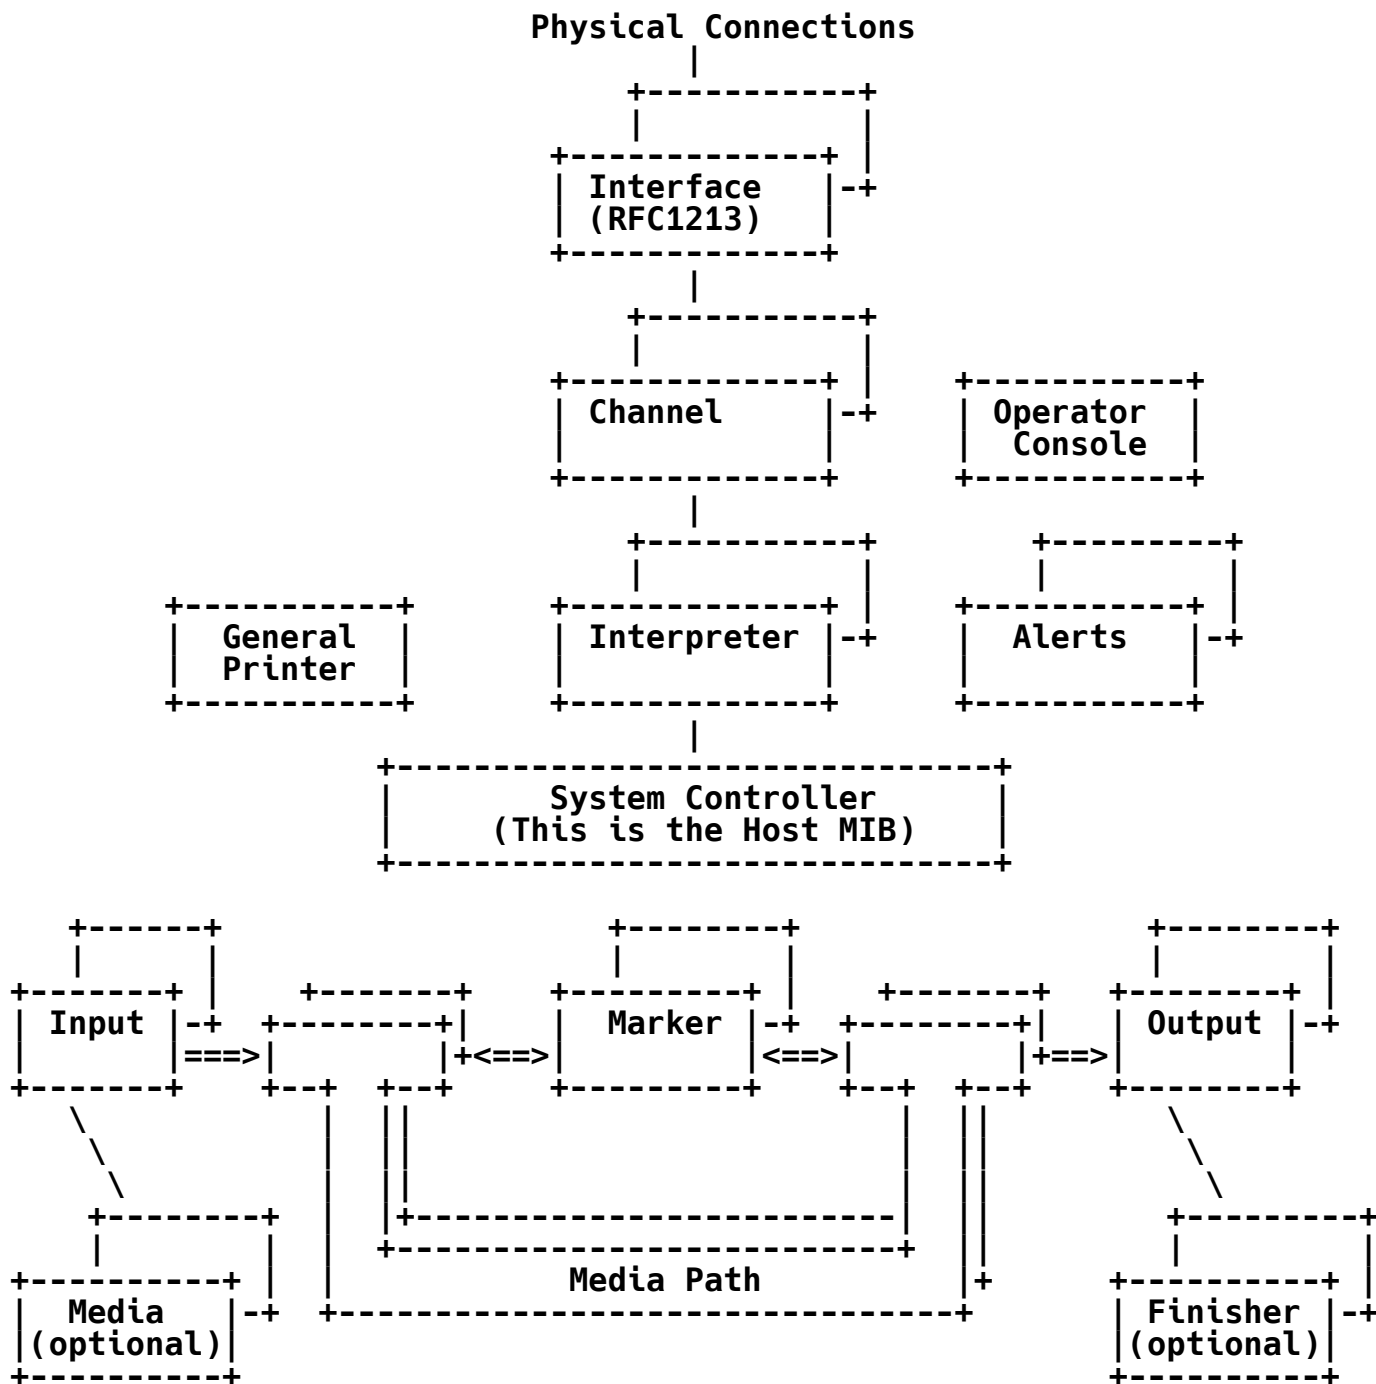 Physical Connections
Interface
(RFC1213)
Channel
Operator
Console
General
Printer
Interpreter
Alerts
System Controller
(This is the Host MIB)
Input
Marker
Output
Media Path
Media
(optional)
Finisher
(optional)